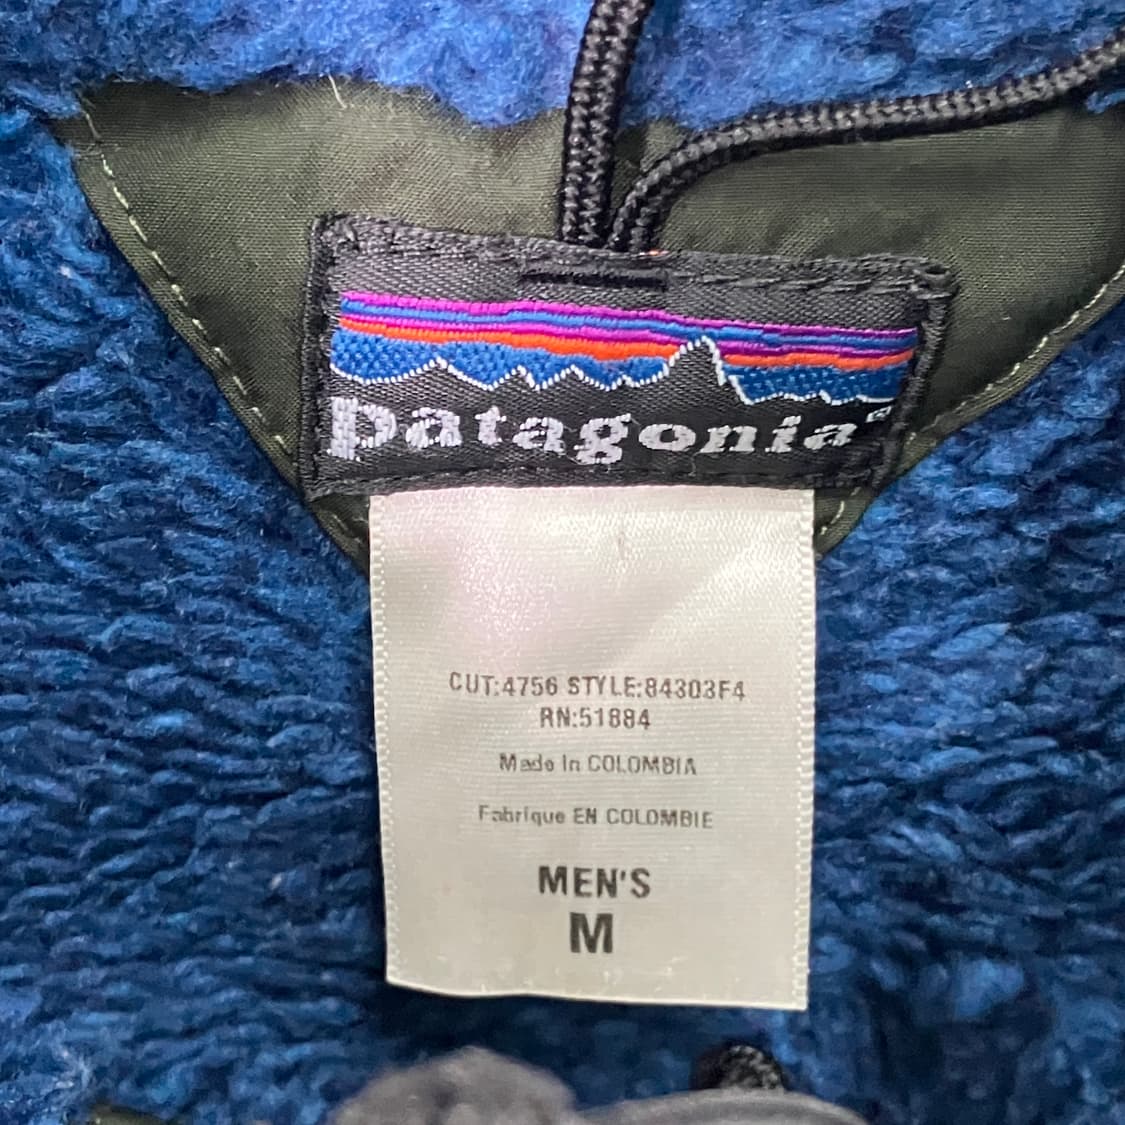 patagonia®
CUT:4756 STYLE:84303F4
RN:51884
Made In COLOMBIA
Fabrique EN COLOMBIE
MEN'S
M